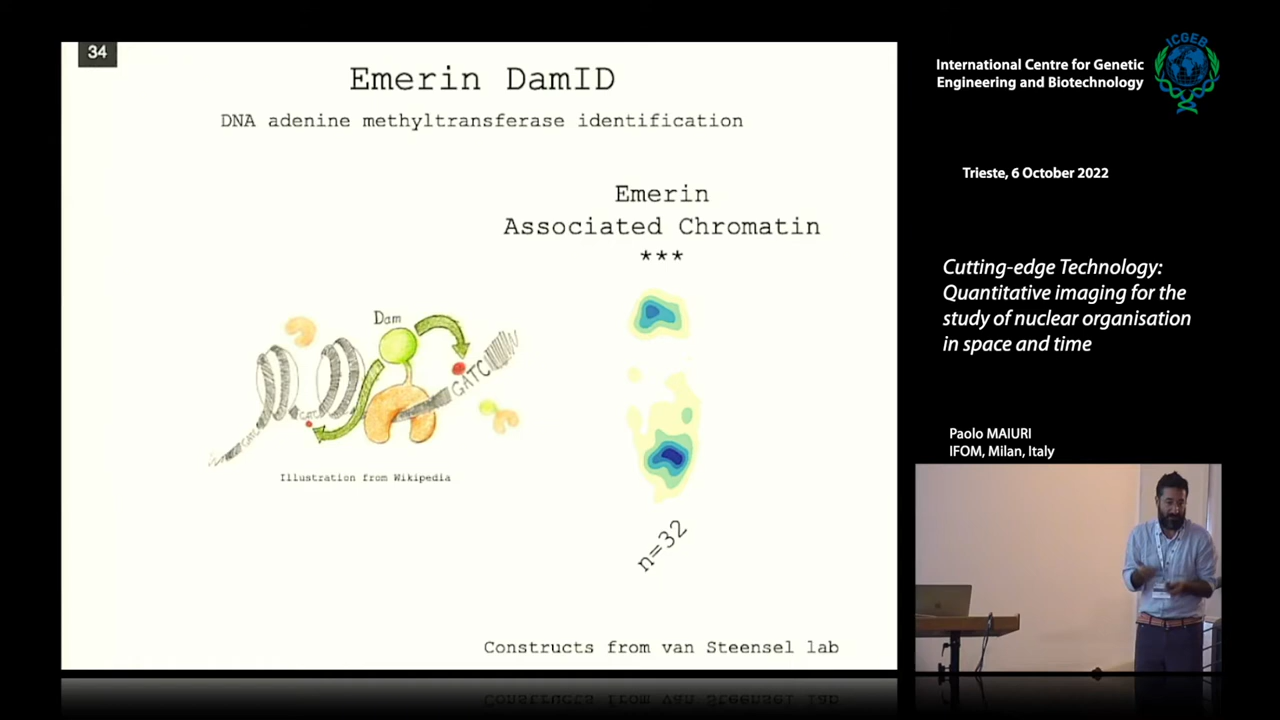 34
Emerin DamID
DNA adenine methyltransferase identification
Emerin
Associated Chromatin
***
Dam
GATC
GATC
GATC
Illustration from Wikipedia
n=32
Constructs from van Steensel lab
ICGEB
International Centre for Genetic
Engineering and Biotechnology
Trieste, 6 October 2022
Cutting-edge Technology:
Quantitative imaging for the
study of nuclear organisation
in space and time
Paolo MAIURI
IFOM, Milan, Italy